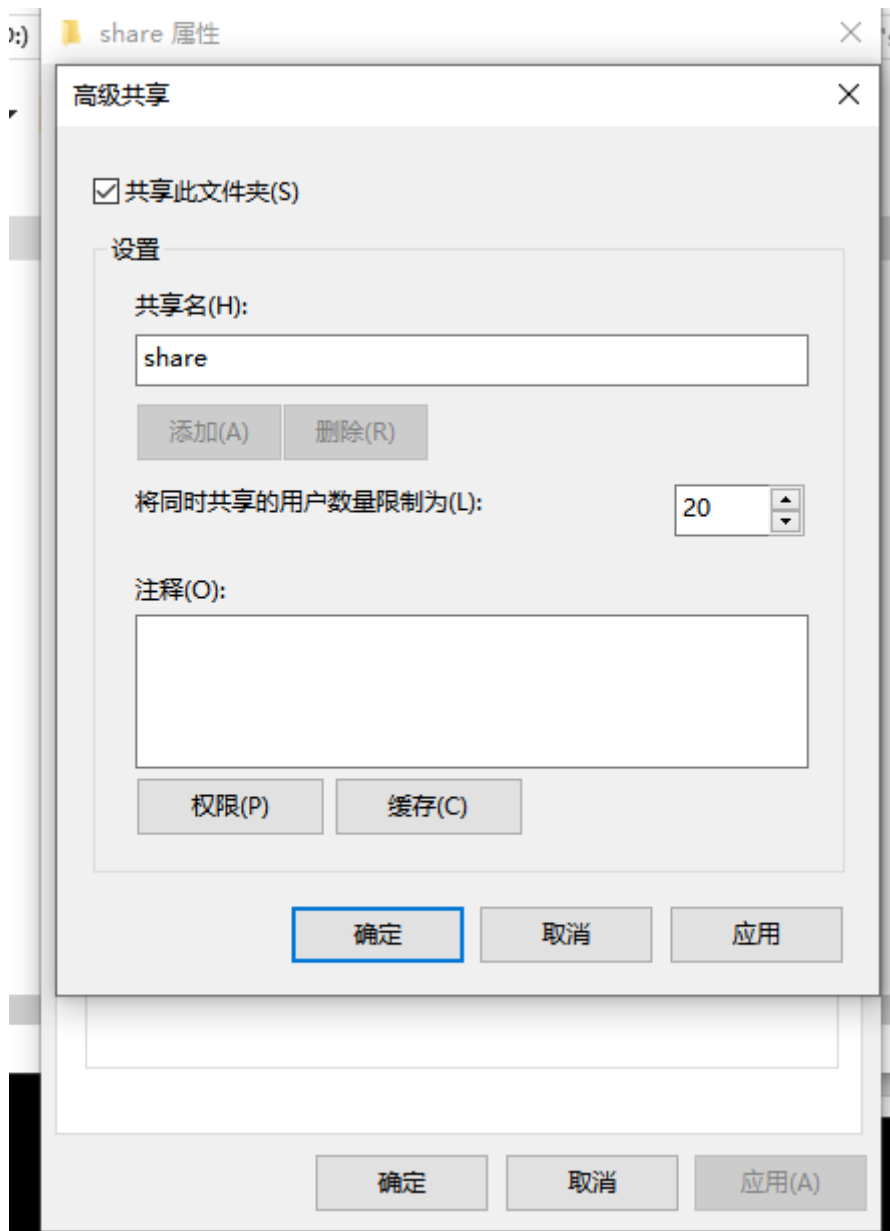 share 属性
高级共享
共享此文件夹(S)
设置
共享名(H):
share
添加(A) 删除(R)
将同时共享的用户数量限制为(L): 20
注释(O):
权限(P) 缓存(C)
确定 取消 应用
确定 取消 应用(A)